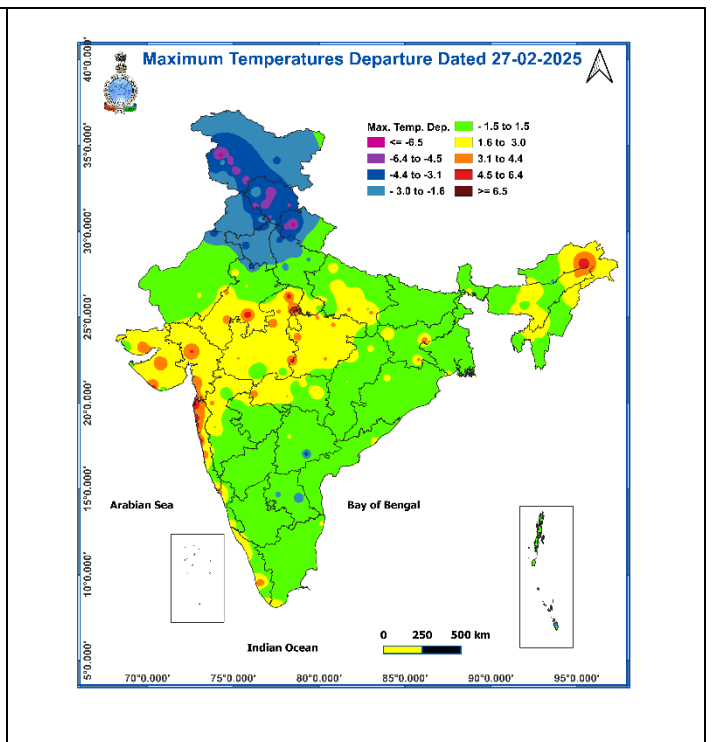 Maximum Temperatures Departure Dated 27-02-2025
Max. Temp. Dep.
<= -6.5
-6.4 to -4.5
-4.4 to -3.1
- 3.0 to -1.6
- 1.5 to 1.5
1.6 to 3.0
3.1 to 4.4
4.5 to 6.4
>= 6.5
40°0.000'
35°0.000'
30°0.000'
25°0.000'
20°0.000'
15°0.000'
10°0.000'
5°0.000'
Arabian Sea
Bay of Bengal
Indian Ocean
0 250 500 km
70°0.000' 75°0.000' 80°0.000' 85°0.000' 90°0.000' 95°0.000'